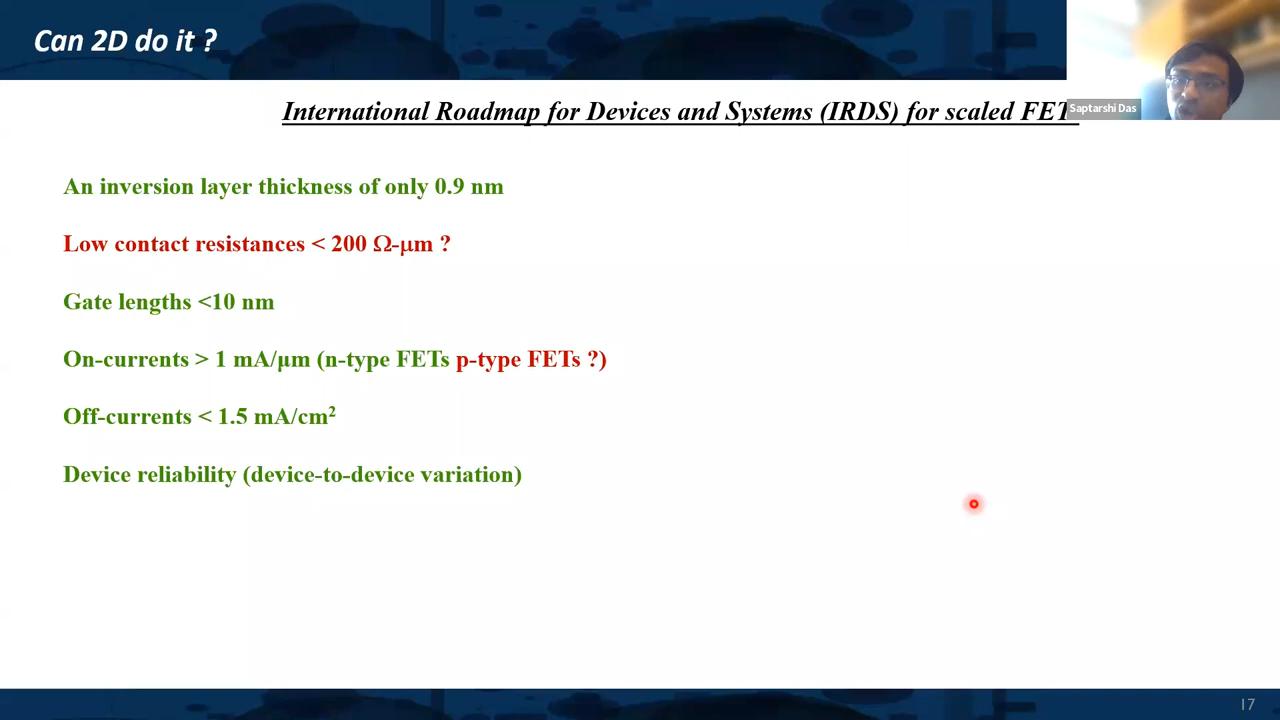 Can 2D do it ?
International Roadmap for Devices and Systems (IRDS) for scaled FET
Saptarshi Das
An inversion layer thickness of only 0.9 nm
Low contact resistances < 200 Ω-μm ?
Gate lengths <10 nm
On-currents > 1 mA/μm (n-type FETs p-type FETs ?)
Off-currents < 1.5 mA/cm²
Device reliability (device-to-device variation)
17